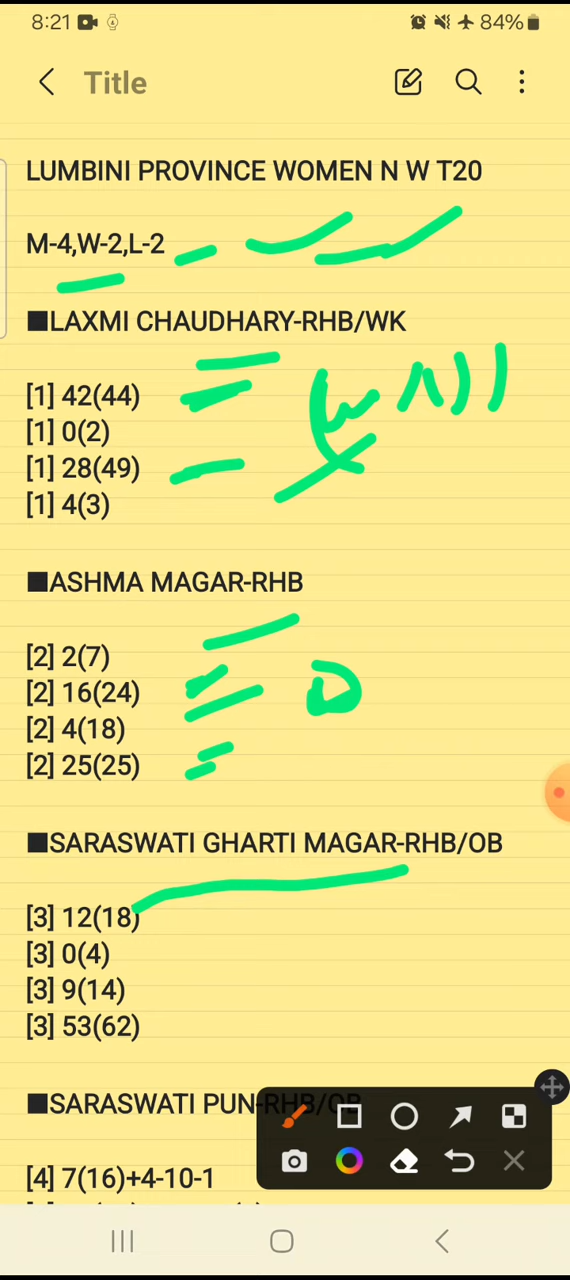 8:21 84%
Title
LUMBINI PROVINCE WOMEN N W T20
M-4,W-2,L-2
■LAXMI CHAUDHARY-RHB/WK
[1] 42(44)
[1] 0(2)
[1] 28(49)
[1] 4(3)
■ASHMA MAGAR-RHB
[2] 2(7)
[2] 16(24)
[2] 4(18)
[2] 25(25)
■SARASWATI GHARTI MAGAR-RHB/OB
[3] 12(18)
[3] 0(4)
[3] 9(14)
[3] 53(62)
■SARASWATI PUN-RHB/OB
[4] 7(16)+4-10-1